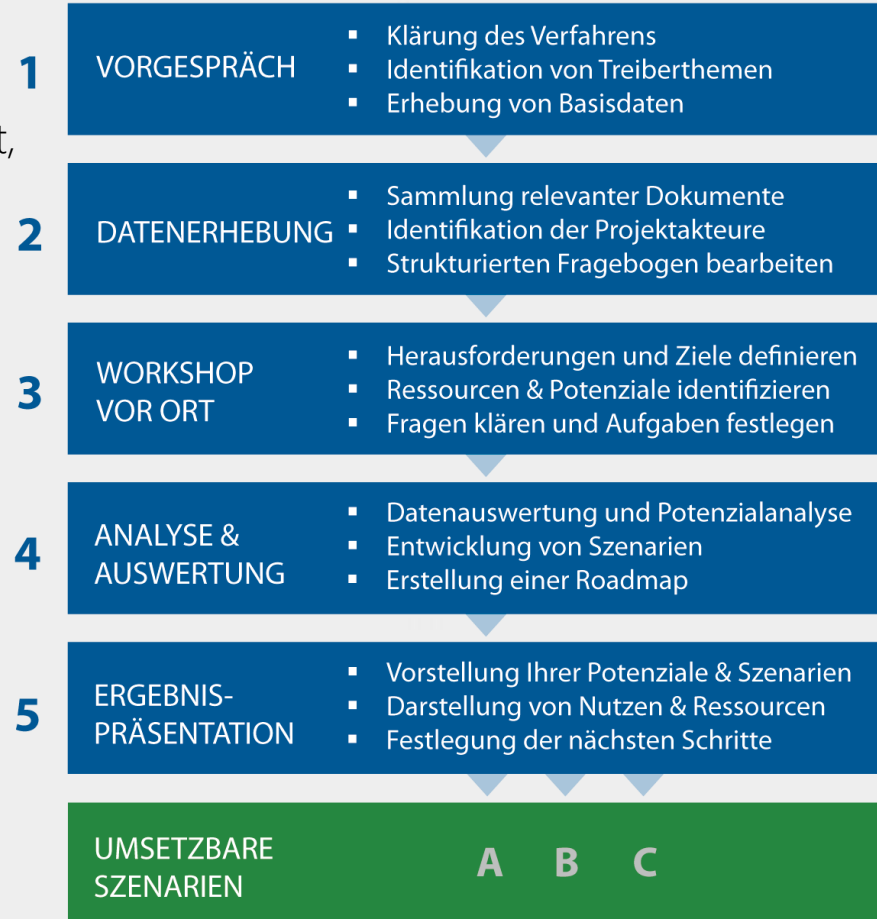 1
VORGESPRÄCH
▪ Klärung des Verfahrens
▪ Identifikation von Treiberthemen
▪ Erhebung von Basisdaten
t,
2
DATENERHEBUNG
▪ Sammlung relevanter Dokumente
▪ Identifikation der Projektakteure
▪ Strukturierten Fragebogen bearbeiten
3
WORKSHOP
VOR ORT
▪ Herausforderungen und Ziele definieren
▪ Ressourcen & Potenziale identifizieren
▪ Fragen klären und Aufgaben festlegen
4
ANALYSE &
AUSWERTUNG
▪ Datenauswertung und Potenzialanalyse
▪ Entwicklung von Szenarien
▪ Erstellung einer Roadmap
5
ERGEBNIS-
PRÄSENTATION
▪ Vorstellung Ihrer Potenziale & Szenarien
▪ Darstellung von Nutzen & Ressourcen
▪ Festlegung der nächsten Schritte
UMSETZBARE
SZENARIEN
A B C